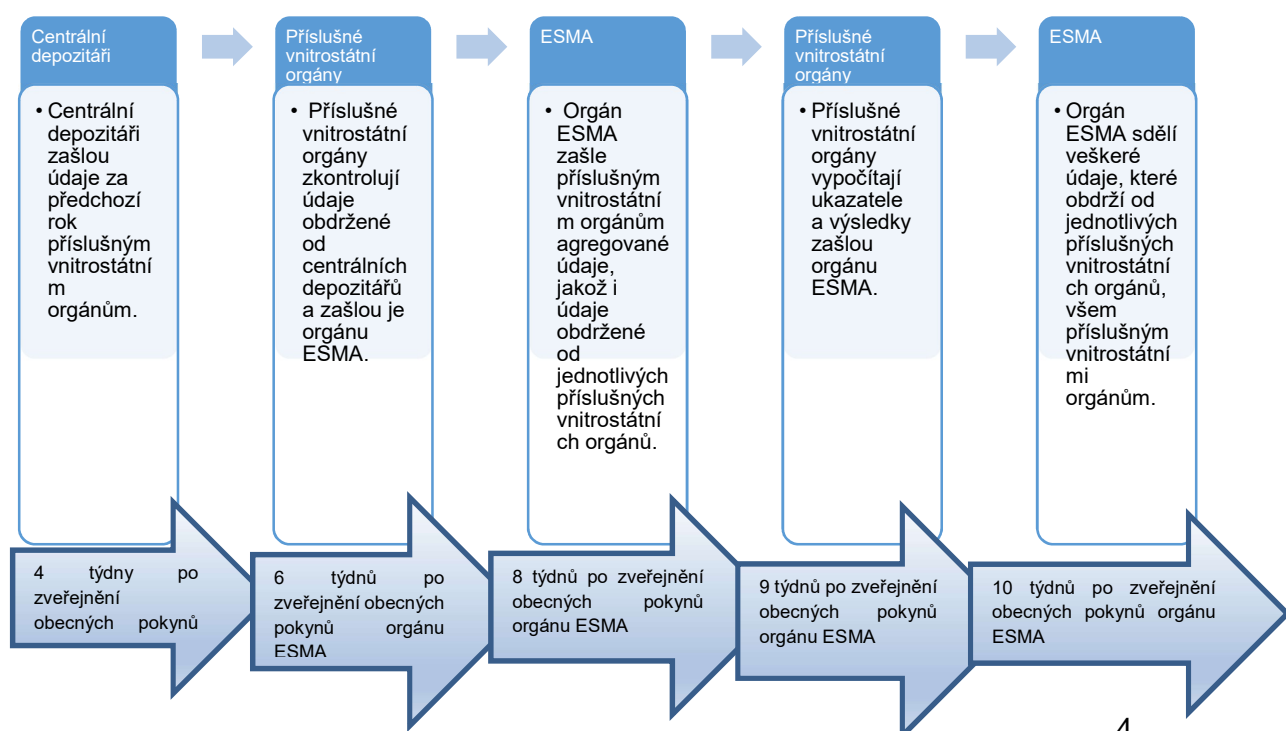 Centrální
depozitáři
• Centrální
depozitáři
zašlou
údaje za
předchozí
rok
příslušným
vnitrostátní
m
orgánům.
4 týdny po
zveřejnění
obecných pokynů
Příslušné
vnitrostátní
orgány
• Příslušné
vnitrostátní
orgány
zkontrolují
údaje
obdržené
od
centrálních
depozitářů
a zašlou je
orgánu
ESMA.
6 týdnů po
zveřejnění obecných
pokynů orgánu
ESMA
ESMA
• Orgán
ESMA
zašle
příslušným
vnitrostátní
m orgánům
agregované
údaje,
jakož i
údaje
obdržené
od
jednotlivých
příslušných
vnitrostátní
ch orgánů.
8 týdnů po zveřejnění
obecných pokynů
orgánu ESMA
Příslušné
vnitrostátní
orgány
• Příslušné
vnitrostátní
orgány
vypočítají
ukazatele
a výsledky
zašlou
orgánu
ESMA.
9 týdnů po zveřejnění
obecných pokynů
orgánu ESMA
ESMA
• Orgán
ESMA sdělí
veškeré
údaje, které
obdrží od
jednotlivých
příslušných
vnitrostátní
ch orgánů,
všem
příslušným
vnitrostátní
mi
orgánům.
10 týdnů po zveřejnění
obecných pokynů orgánu
ESMA
4